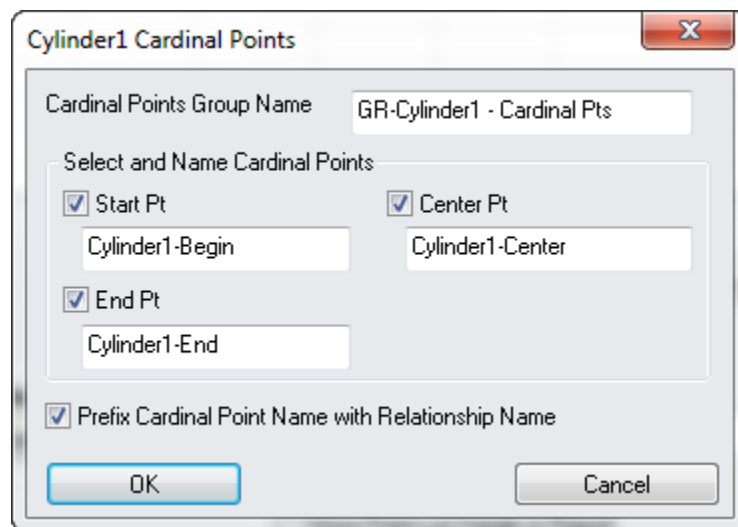 Cylinder1 Cardinal Points
Cardinal Points Group Name GR-Cylinder1 - Cardinal Pts
Select and Name Cardinal Points
Start Pt Center Pt
Cylinder1-Begin Cylinder1-Center
End Pt
Cylinder1-End
Prefix Cardinal Point Name with Relationship Name
OK Cancel